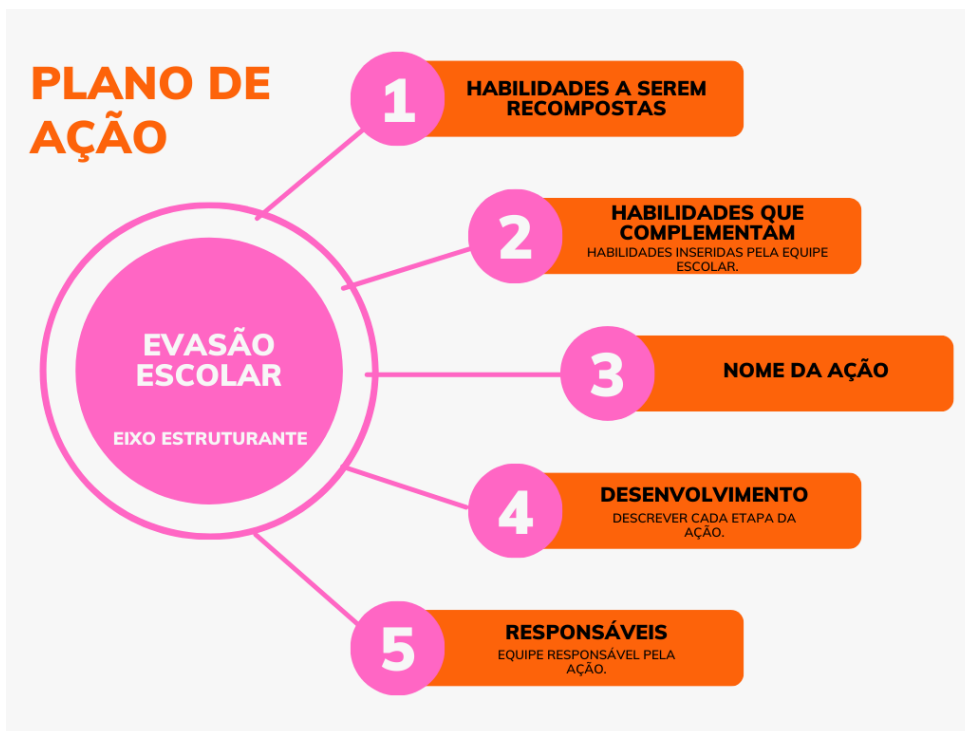 PLANO DE
AÇÃO
1
HABILIDADES A SEREM
RECOMPOSTAS
2
HABILIDADES QUE
COMPLEMENTAM
HABILIDADES INSERIDAS PELA EQUIPE
ESCOLAR.
EVASÃO
ESCOLAR
EIXO ESTRUTURANTE
3
NOME DA AÇÃO
4
DESENVOLVIMENTO
DESCREVER CADA ETAPA DA
AÇÃO.
5
RESPONSÁVEIS
EQUIPE RESPONSÁVEL PELA
AÇÃO.